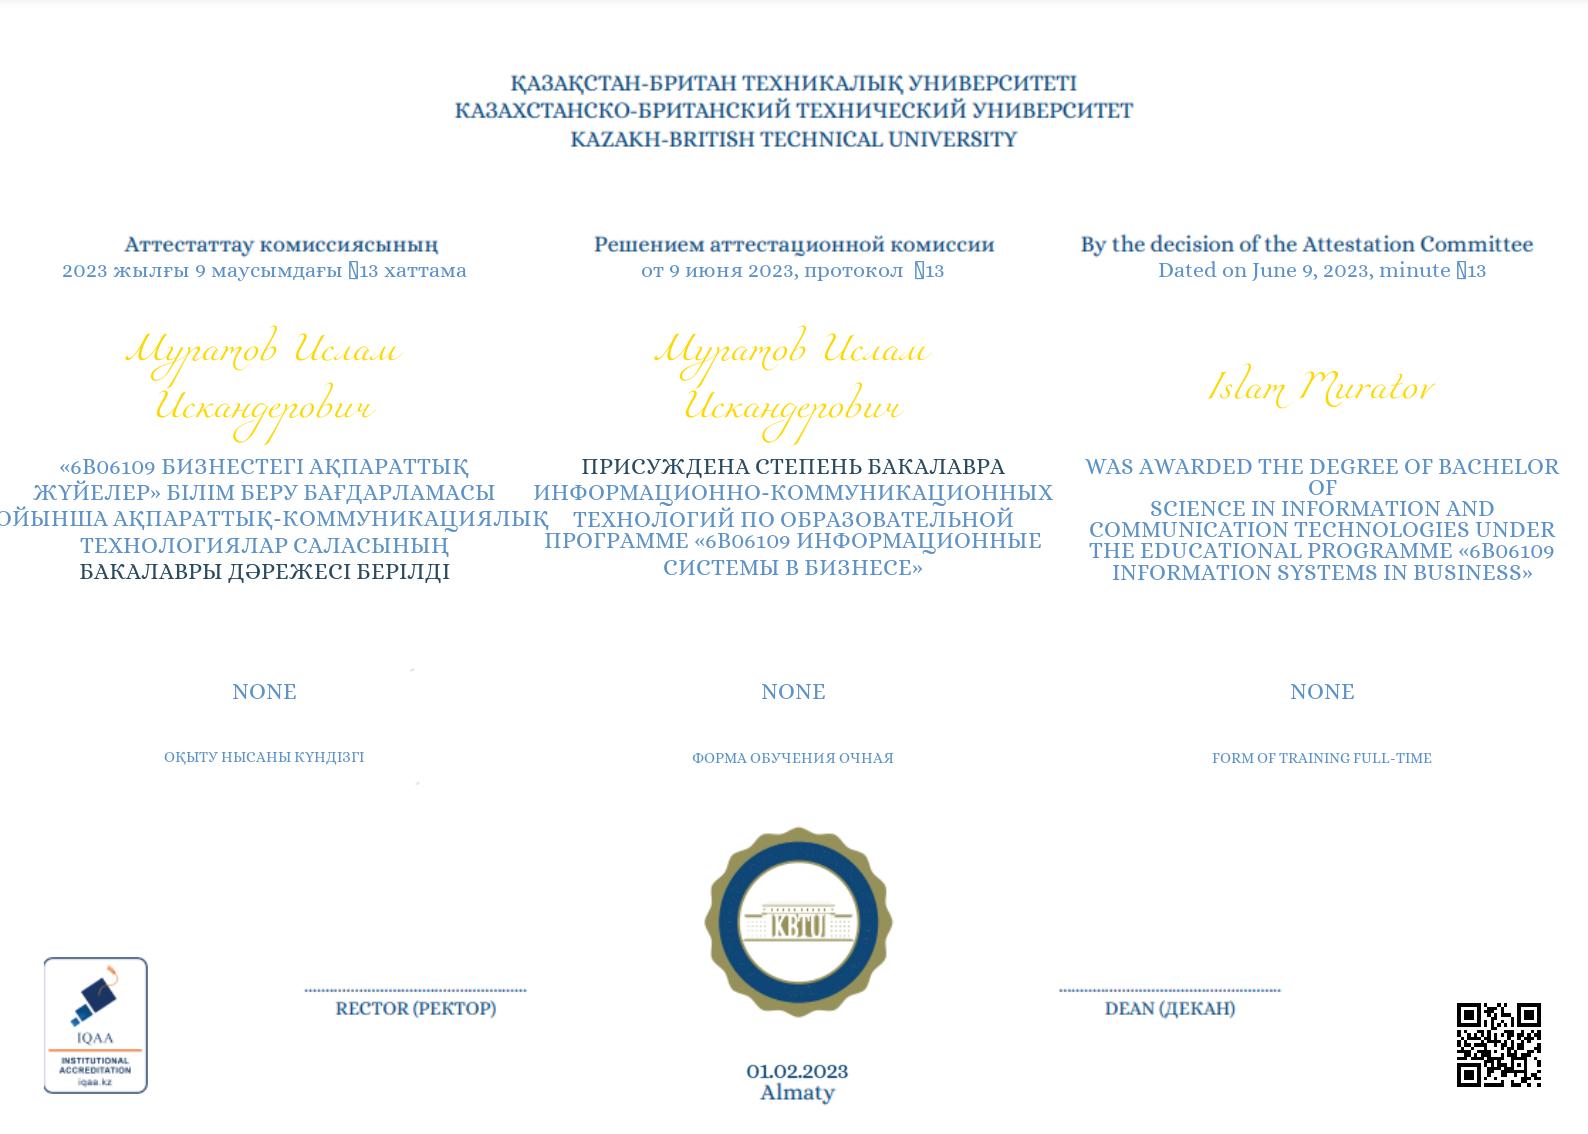 ҚАЗАҚСТАН-БРИТАН ТЕХНИКАЛЫҚ УНИВЕРСИТЕТІ
КАЗАХСТАНСКО-БРИТАНСКИЙ ТЕХНИЧЕСКИЙ УНИВЕРСИТЕТ
KAZAKH-BRITISH TECHNICAL UNIVERSITY
Аттестаттау комиссиясының
2023 жылғы 9 маусымдағы 13 хаттама
Муратов Ислам
Искандерович
«6B06109 БИЗНЕСТЕГІ АҚПАРАТТЫҚ
ЖҮЙЕЛЕР» БІЛІМ БЕРУ БАҒДАРЛАМАСЫ
ОЙЫНША АҚПАРАТТЫҚ-КОММУНИКАЦИЯЛЫҚ
ТЕХНОЛОГИЯЛАР САЛАСЫНЫҢ
БАКАЛАВРЫ ДӘРЕЖЕСІ БЕРІЛДІ
NONE
ОҚЫТУ НЫСАНЫ КҮНДІЗГІ
Решением аттестационной комиссии
от 9 июня 2023, протокол 13
Муратов Ислам
Искандерович
ПРИСУЖДЕНА СТЕПЕНЬ БАКАЛАВРА
ИНФОРМАЦИОННО-КОММУНИКАЦИОННЫХ
ТЕХНОЛОГИЙ ПО ОБРАЗОВАТЕЛЬНОЙ
ПРОГРАММЕ «6B06109 ИНФОРМАЦИОННЫЕ
СИСТЕМЫ В БИЗНЕСЕ»
NONE
ФОРМА ОБУЧЕНИЯ ОЧНАЯ
By the decision of the Attestation Committee
Dated on June 9, 2023, minute 13
Islam Muratov
WAS AWARDED THE DEGREE OF BACHELOR
OF
SCIENCE IN INFORMATION AND
COMMUNICATION TECHNOLOGIES UNDER
THE EDUCATIONAL PROGRAMME «6B06109
INFORMATION SYSTEMS IN BUSINESS»
NONE
FORM OF TRAINING FULL-TIME
KBTU
IQAA
INSTITUTIONAL
ACCREDITATION
iqaa.kz
RECTOR (РЕКТОР)
DEAN (ДЕКАН)
01.02.2023
Almaty